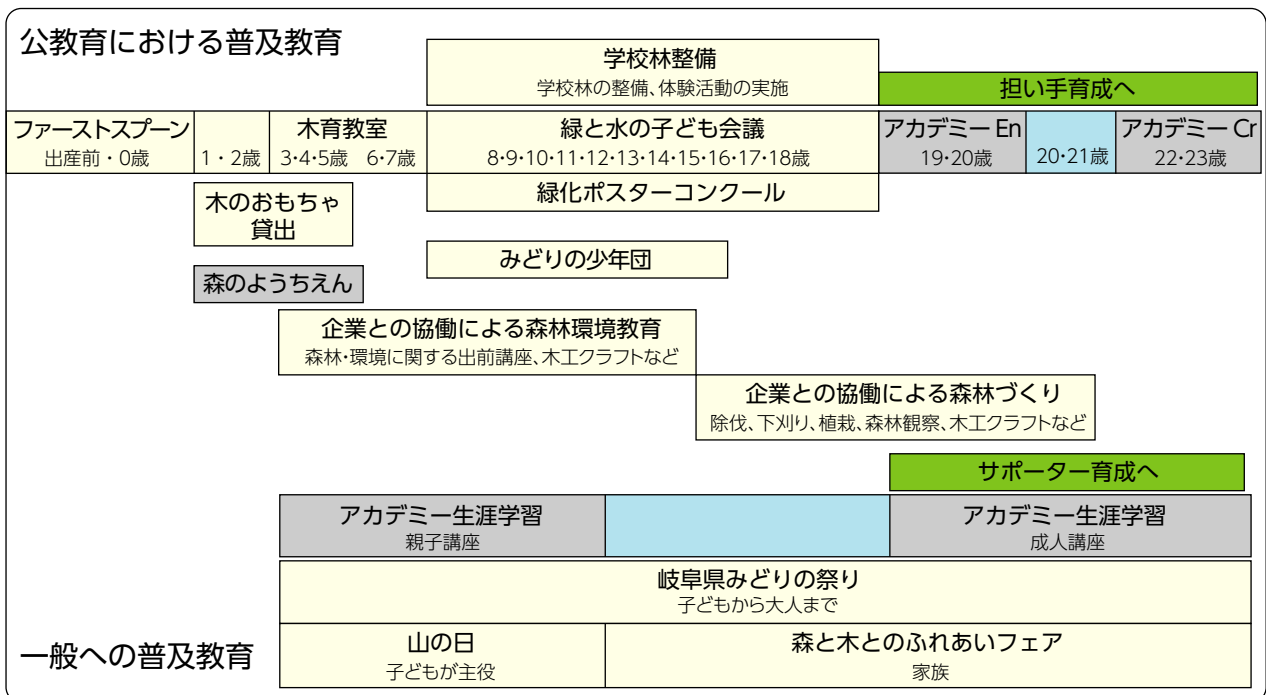 公教育における普及教育
学校林整備
学校林の整備、体験活動の実施
担い手育成へ
ファーストスプーン
出産前・0歳
1・2歳
木育教室
3・4・5歳 6・7歳
緑と水の子ども会議
8・9・10・11・12・13・14・15・16・17・18歳
アカデミー En
19・20歳
20・21歳
アカデミー Cr
22・23歳
木のおもちゃ
貸出
緑化ポスターコンクール
みどりの少年団
森のようちえん
企業との協働による森林環境教育
森林・環境に関する出前講座、木工クラフトなど
企業との協働による森林づくり
除伐、下刈り、植栽、森林観察、木工クラフトなど
サポーター育成へ
アカデミー生涯学習
親子講座
アカデミー生涯学習
成人講座
岐阜県みどりの祭り
子どもから大人まで
一般への普及教育
山の日
子どもが主役
森と木とのふれあいフェア
家族